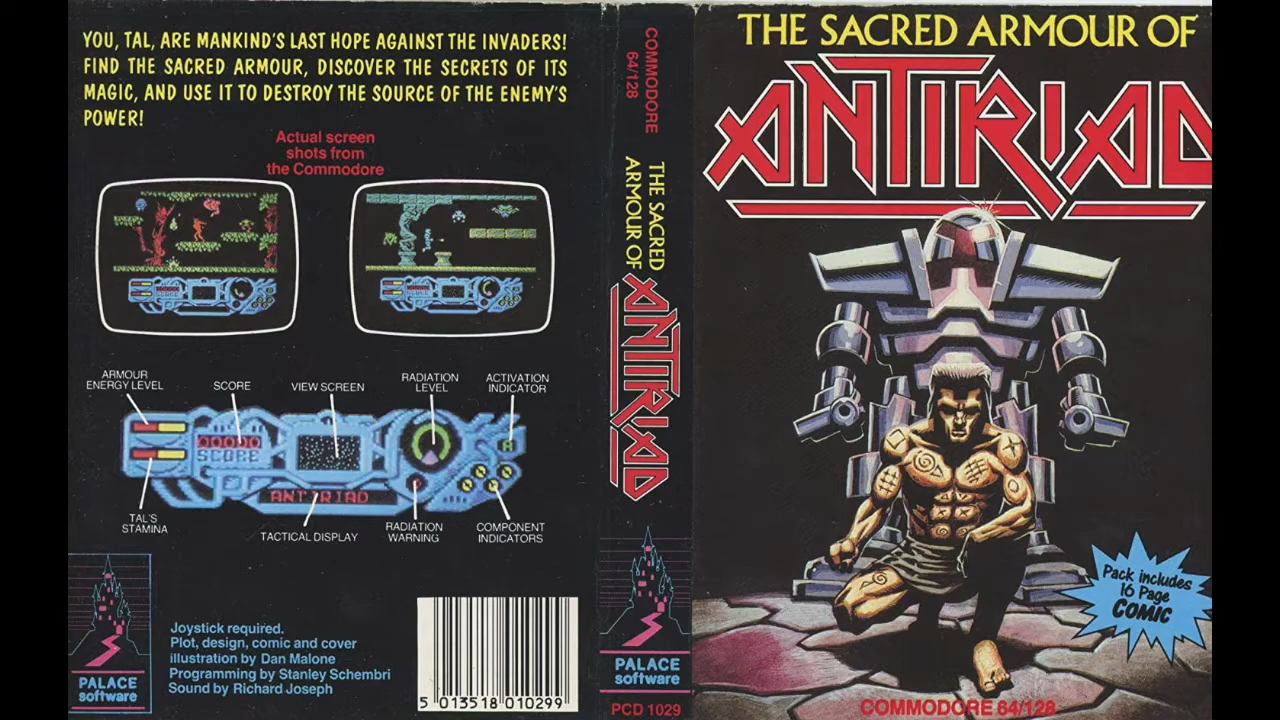 YOU, TAL, ARE MANKIND'S LAST HOPE AGAINST THE INVADERS!
FIND THE SACRED ARMOUR, DISCOVER THE SECRETS OF ITS
MAGIC, AND USE IT TO DESTROY THE SOURCE OF THE ENEMY'S
POWER!
Actual screen
shots from
the Commodore
SCORE
SCORE
ARMOUR
ENERGY LEVEL
SCORE
VIEW SCREEN
RADIATION
LEVEL
ACTIVATION
INDICATOR
00000
SCORE
A
ANTIRIAD
TAL'S
STAMINA
TACTICAL DISPLAY
RADIATION
WARNING
COMPONENT
INDICATORS
PALACE
software
Joystick required.
Plot, design, comic and cover
illustration by Dan Malone
Programming by Stanley Schembri
Sound by Richard Joseph
5 013518 010299
COMMODORE
64/128
THE SACRED
ARMOUR OF
ANTIRIAD
PALACE
software
PCD 1029
THE SACRED ARMOUR OF
ANTIRIAD
Pack includes
16 Page
COMIC
COMMODORE 64/128